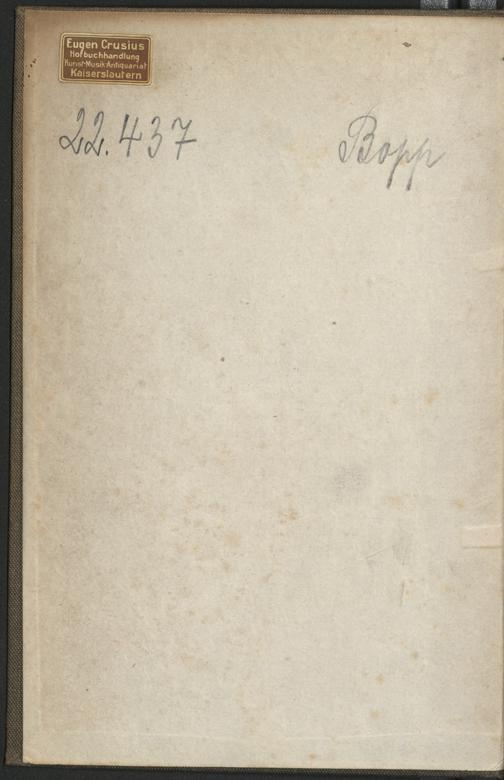 Eugen Crusius
Hofbuchhandlung
Kunst-Musik-Antiquariat
Kaiserslautern
22.437
Bopp